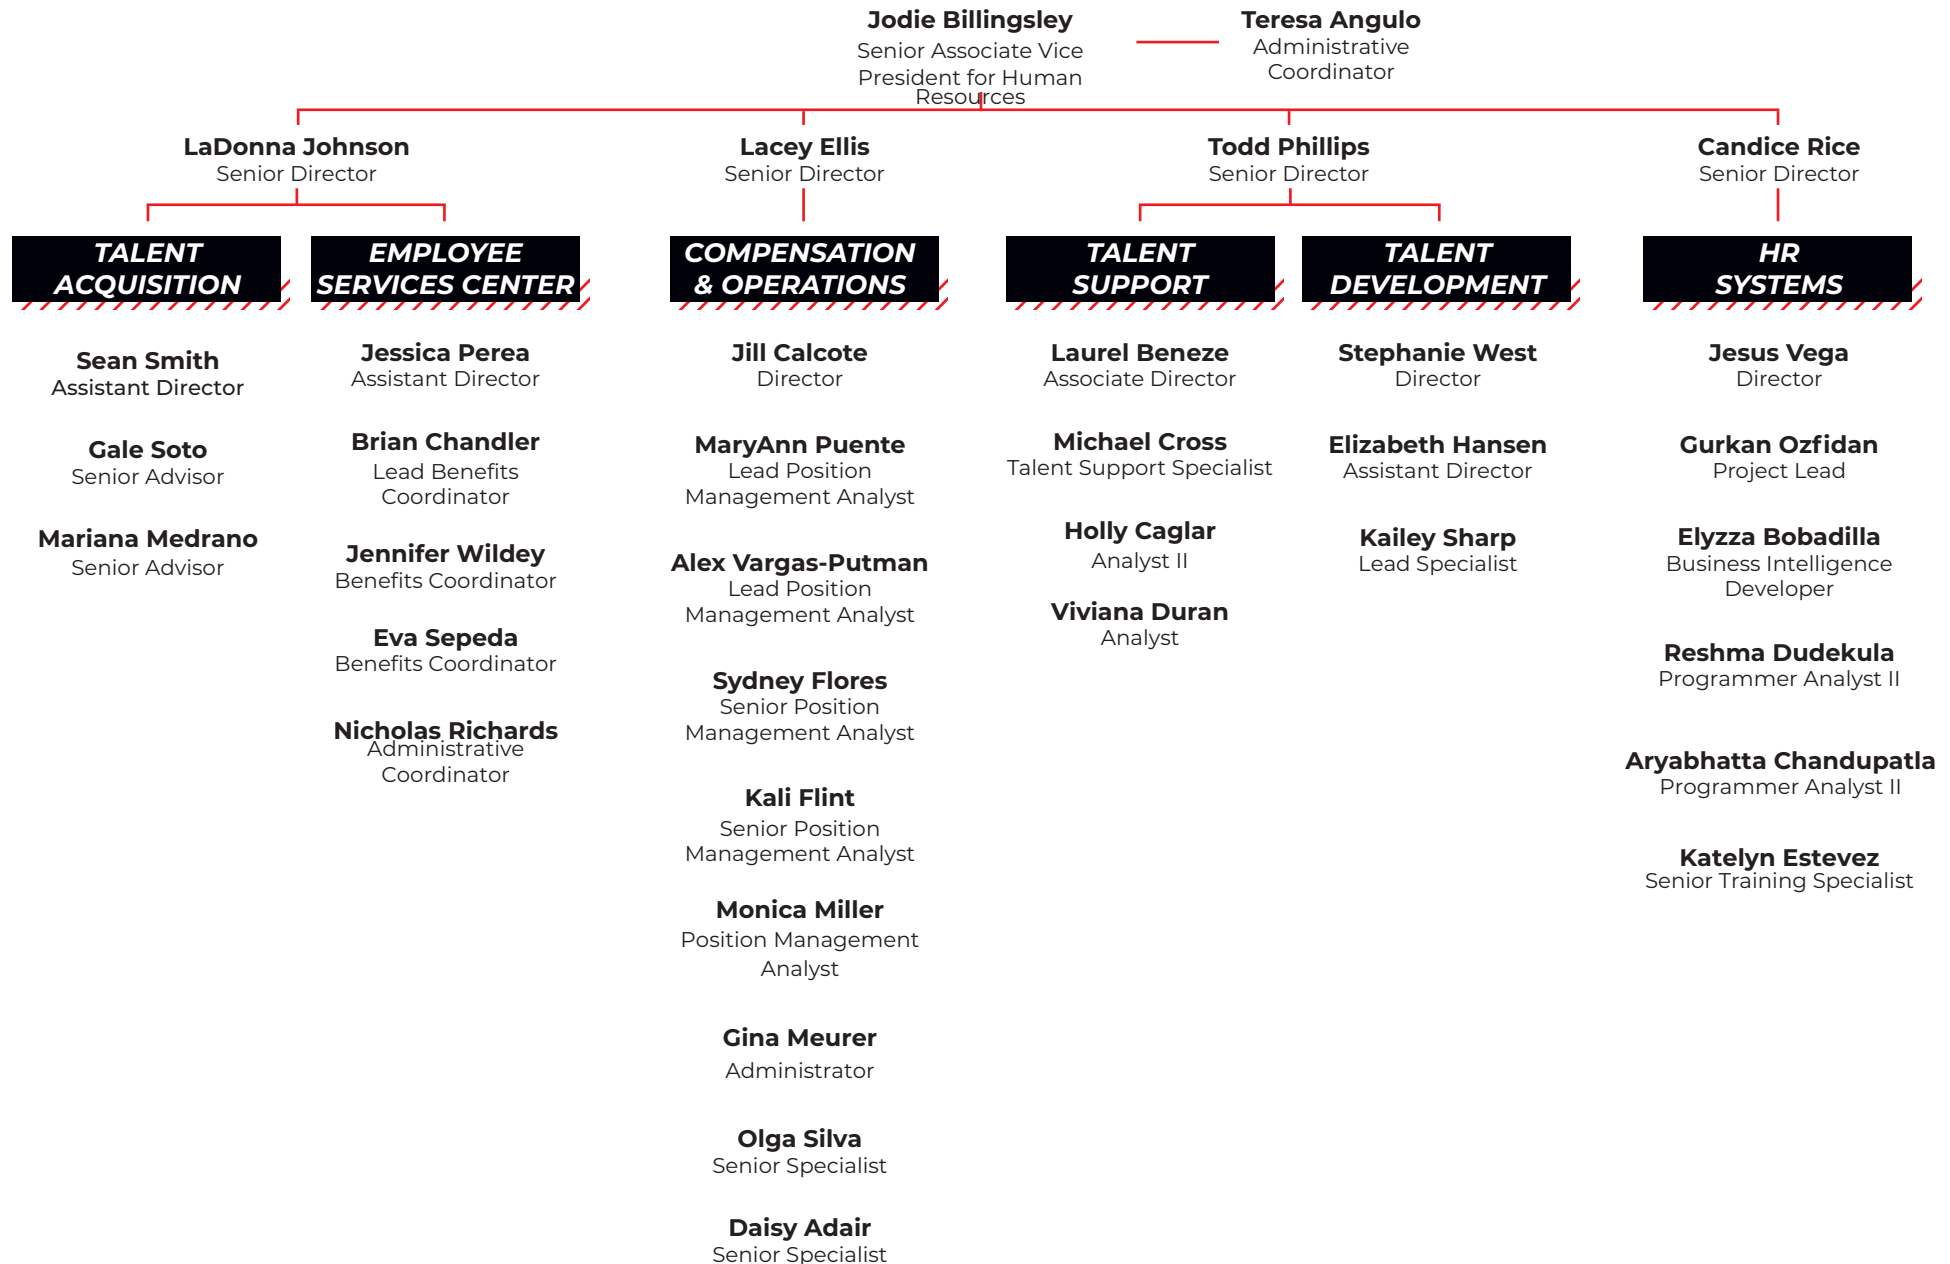 Jodie Billingsley
Senior Associate Vice
President for Human
Resources
Teresa Angulo
Administrative
Coordinator
LaDonna Johnson
Senior Director
Lacey Ellis
Senior Director
Todd Phillips
Senior Director
Candice Rice
Senior Director
TALENT
ACQUISITION
Sean Smith
Assistant Director
Gale Soto
Senior Advisor
Mariana Medrano
Senior Advisor
EMPLOYEE
SERVICES CENTER
Jessica Perea
Assistant Director
Brian Chandler
Lead Benefits
Coordinator
Jennifer Wildey
Benefits Coordinator
Eva Sepeda
Benefits Coordinator
Nicholas Richards
Administrative
Coordinator
COMPENSATION
& OPERATIONS
Jill Calcote
Director
MaryAnn Puente
Lead Position
Management Analyst
Alex Vargas-Putman
Lead Position
Management Analyst
Sydney Flores
Senior Position
Management Analyst
Kali Flint
Senior Position
Management Analyst
Monica Miller
Position Management
Analyst
Gina Meurer
Administrator
Olga Silva
Senior Specialist
Daisy Adair
Senior Specialist
TALENT
SUPPORT
Laurel Beneze
Associate Director
Michael Cross
Talent Support Specialist
Holly Caglar
Analyst II
Viviana Duran
Analyst
TALENT
DEVELOPMENT
Stephanie West
Director
Elizabeth Hansen
Assistant Director
Kailey Sharp
Lead Specialist
HR
SYSTEMS
Jesus Vega
Director
Gurkan Ozfidan
Project Lead
Elyzza Bobadilla
Business Intelligence
Developer
Reshma Dudekula
Programmer Analyst II
Aryabhatta Chandupatla
Programmer Analyst II
Katelyn Estevez
Senior Training Specialist